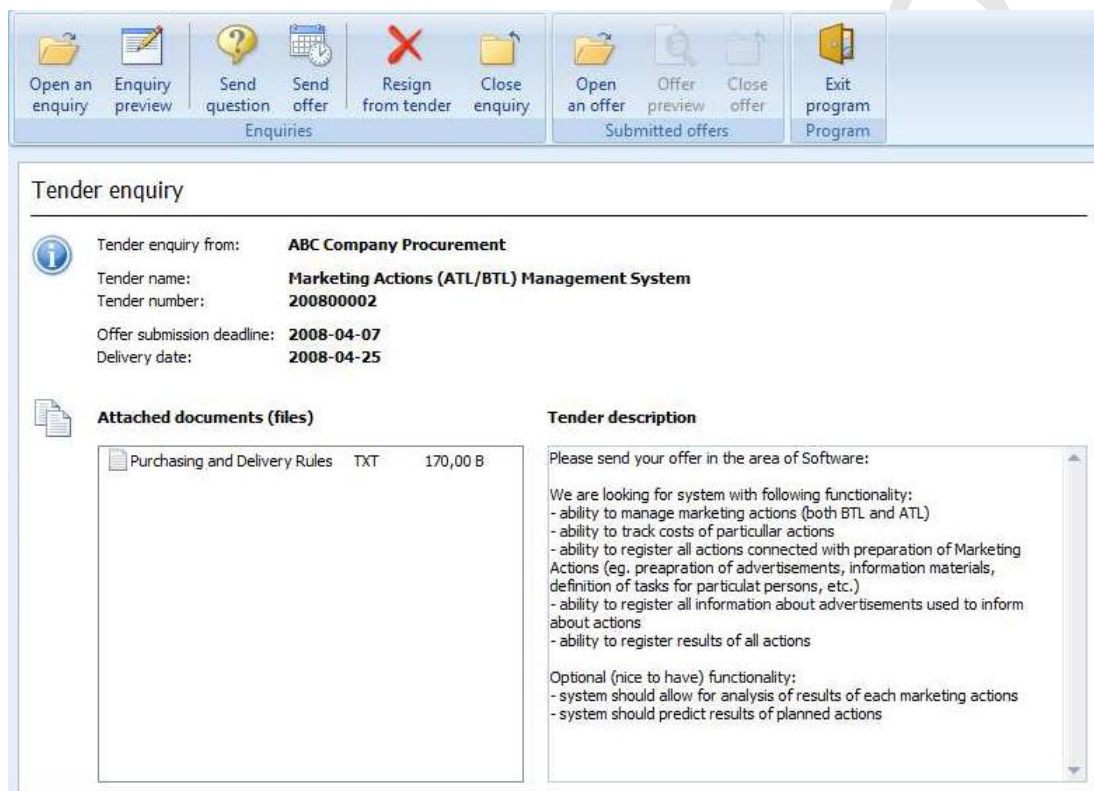 Open an enquiry
Enquiry preview
Send question
Send offer
Resign from tender
Close enquiry
Enquiries
Open an offer
Offer preview
Close offer
Submitted offers
Exit program
Program
Tender enquiry
Tender enquiry from: ABC Company Procurement
Tender name: Marketing Actions (ATL/BTL) Management System
Tender number: 200800002
Offer submission deadline: 2008-04-07
Delivery date: 2008-04-25
Attached documents (files)
Purchasing and Delivery Rules TXT 170,00 B
Tender description
Please send your offer in the area of Software:
We are looking for system with following functionality:
- ability to manage marketing actions (both BTL and ATL)
- ability to track costs of particullar actions
- ability to register all actions connected with preparation of Marketing
Actions (eg. preapration of advertisements, information materials,
definition of tasks for particulat persons, etc.)
- ability to register all information about advertisements used to inform
about actions
- ability to register results of all actions
Optional (nice to have) functionality:
- system should allow for analysis of results of each marketing actions
- system should predict results of planned actions